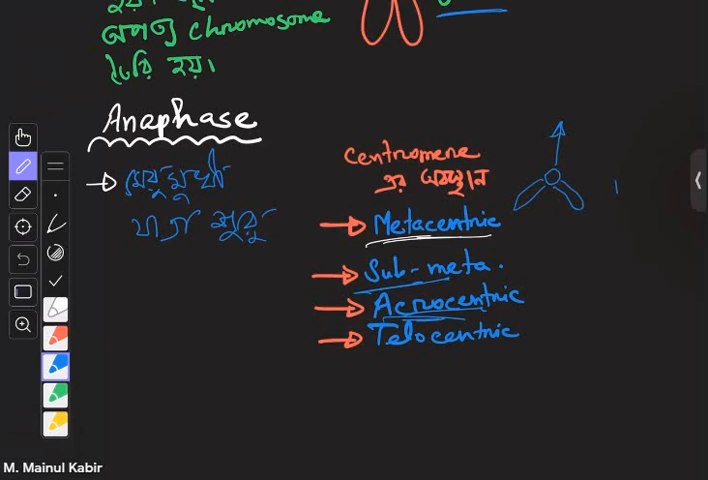 অপত্য chromosome
তৈরি হয়।
Anaphase
মেরুমুখী
যাত্রা শুরু
Centromere
এর অবস্থান
Metacentric
Sub-meta.
Acrocentric
Telocentric
M. Mainul Kabir